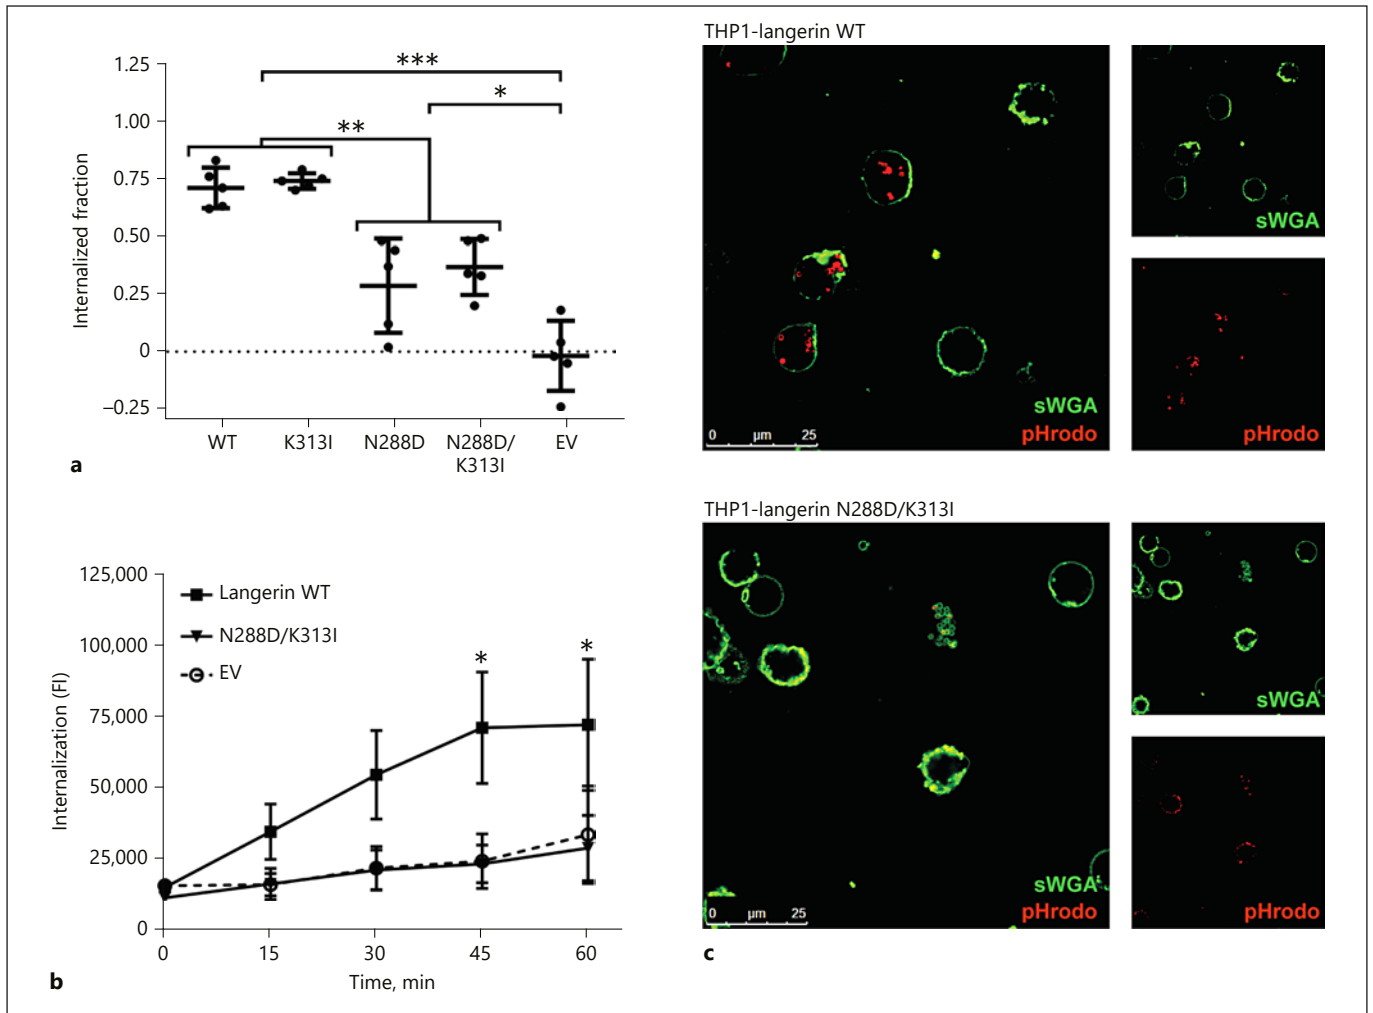 1.25
1.00
0.75
0.50
0.25
0
–0.25
Internalized fraction
***
*
**
WT
K313I
N288D
N288D/
K313I
EV
a
125,000
100,000
75,000
50,000
25,000
0
Internalization (FI)
Langerin WT
N288D/K313I
EV
*
*
0
15
30
45
60
Time, min
b
THP1-langerin WT
sWGA
pHrodo
0 µm 25
sWGA
pHrodo
THP1-langerin N288D/K313I
sWGA
pHrodo
0 µm 25
sWGA
pHrodo
c